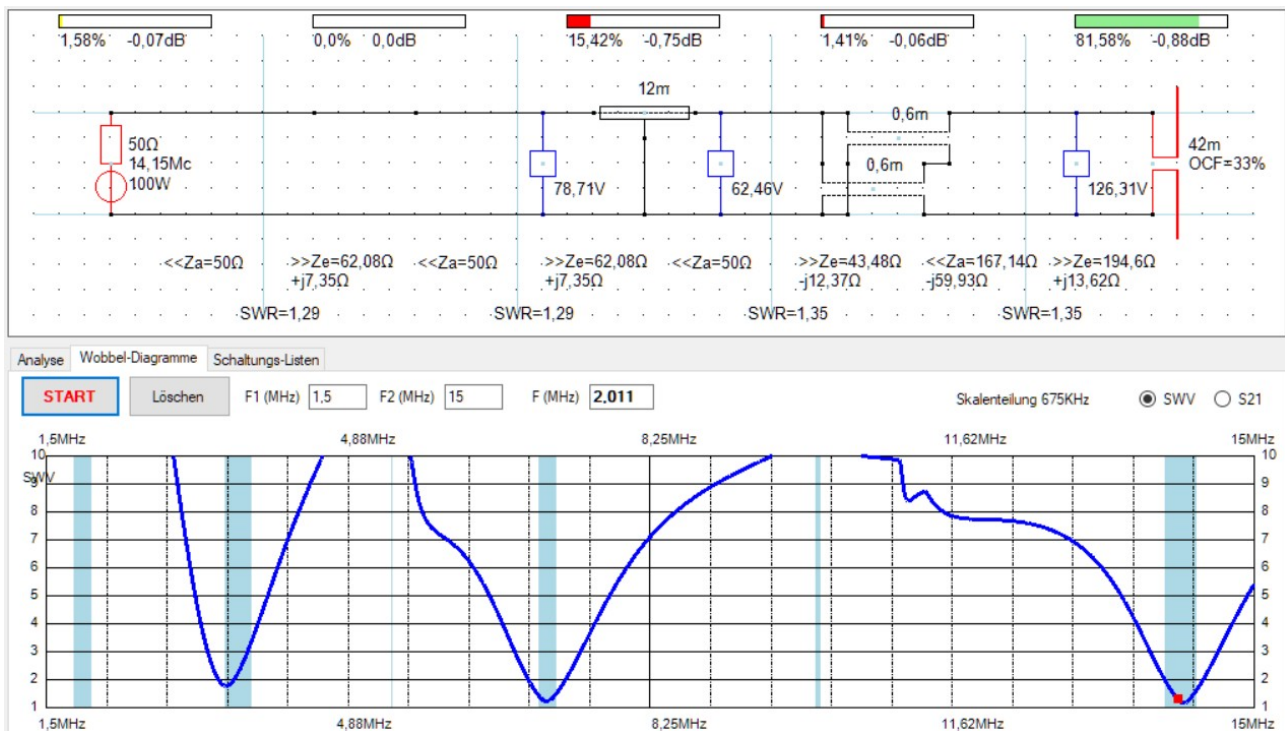 1,58% -0,07dB 0,0% 0,0dB 15,42% -0,75dB 1,41% -0,06dB 81,58% -0,88dB
12m
0,6m
50Ω
14,15Mc
100W
78,71V
62,46V
0,6m
126,31V
42m
OCF=33%
<<Za=50Ω >>Ze=62,08Ω <<Za=50Ω >>Ze=62,08Ω <<Za=50Ω >>Ze=43,48Ω <<Za=167,14Ω >>Ze=194,6Ω
+j7,35Ω +j7,35Ω -j12,37Ω -j59,93Ω +j13,62Ω
SWR=1,29 SWR=1,29 SWR=1,35 SWR=1,35
Analyse Wobbel-Diagramme Schaltungs-Listen
START Löschen F1 (MHz) 1,5 F2 (MHz) 15 F (MHz) 2,011 Skalenteilung 675KHz SWV S21
1,5MHz 4,88MHz 8,25MHz 11,62MHz 15MHz
10 10
SWV
9 9
8 8
7 7
6 6
5 5
4 4
3 3
2 2
1 1
1,5MHz 4,88MHz 8,25MHz 11,62MHz 15MHz